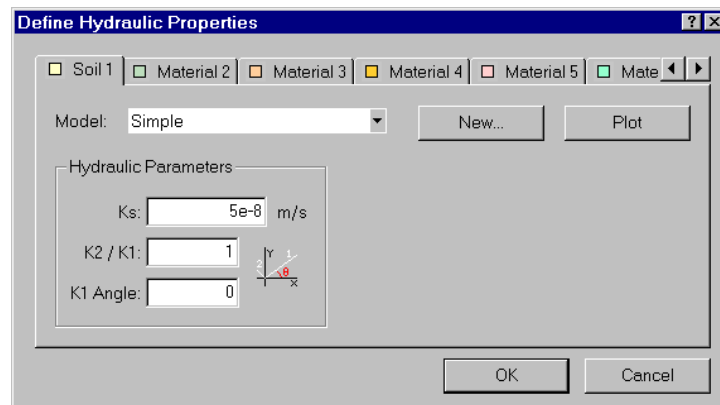 Define Hydraulic Properties
Soil 1 Material 2 Material 3 Material 4 Material 5 Mate
Model: Simple New... Plot
Hydraulic Parameters
Ks: 5e-8 m/s
K2 / K1: 1
Y 1
2 θ
X
K1 Angle: 0
OK Cancel